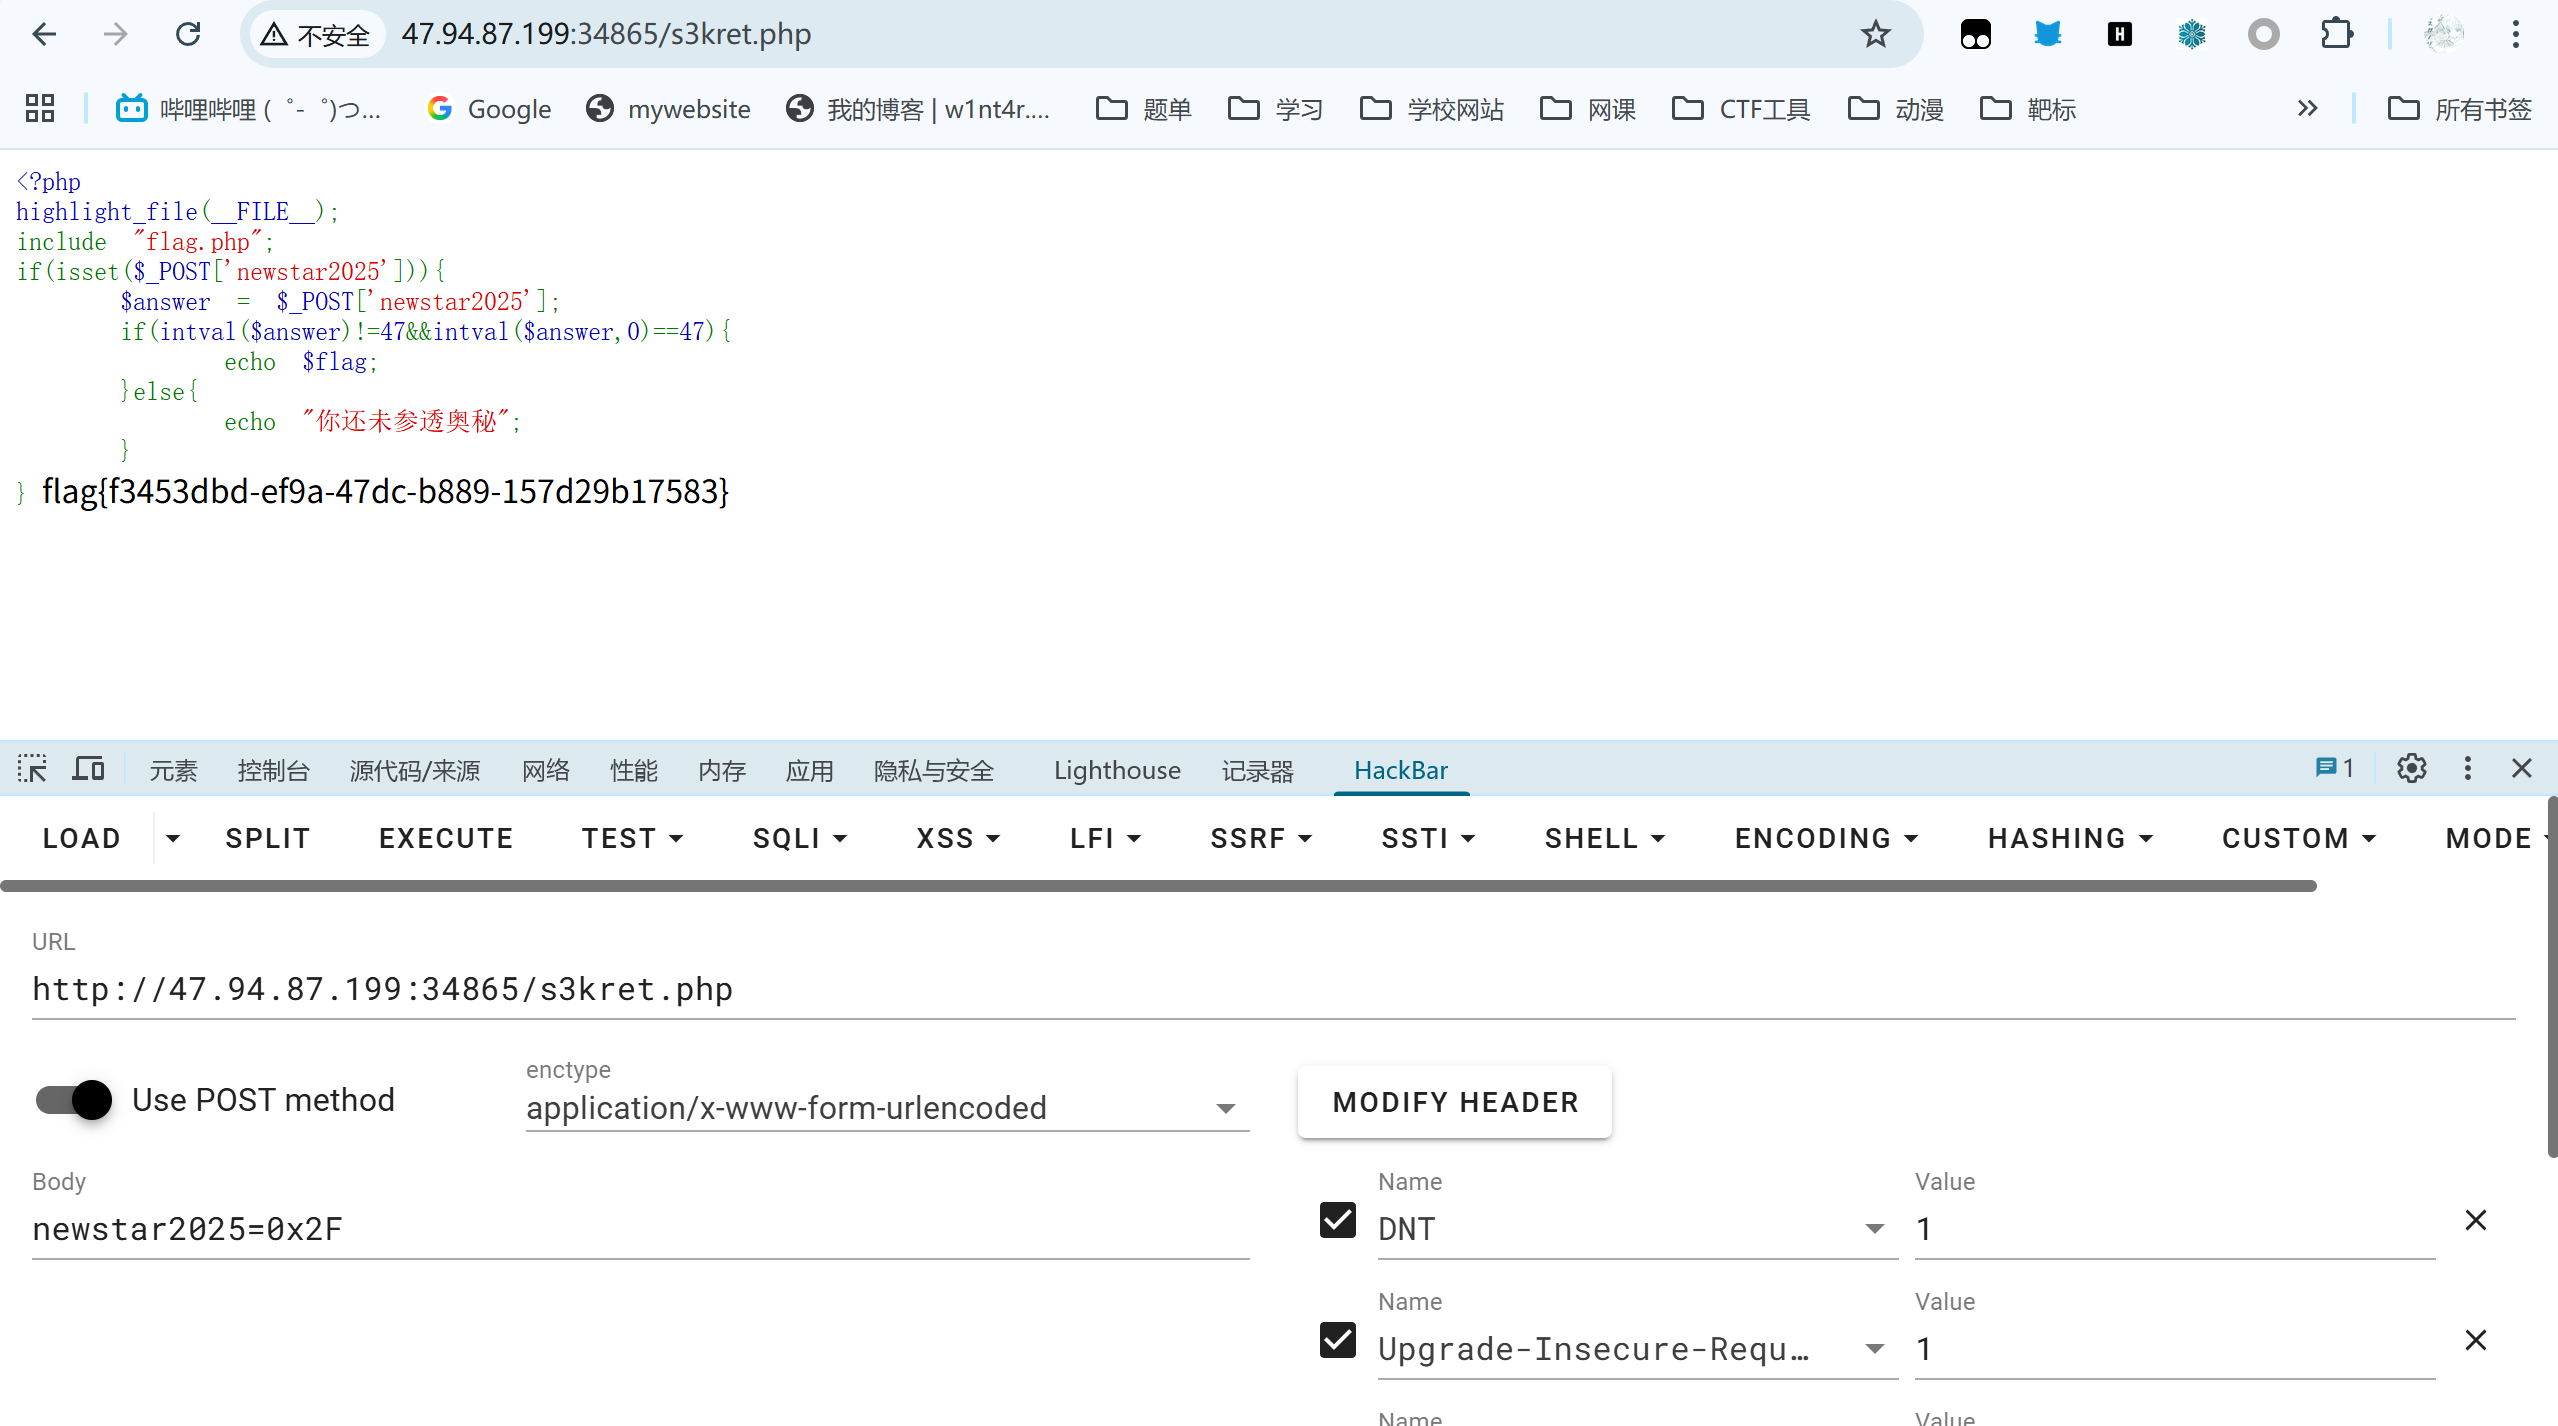 不安全 47.94.87.199:34865/s3kret.php
哔哩哔哩 (゜-゜)つ... Google mywebsite 我的博客 | w1nt4r.... 题单 学习 学校网站 网课 CTF工具 动漫 靶标 所有书签
<?php
highlight_file(__FILE__);
include "flag.php";
if(isset($_POST['newstar2025'])){
$answer = $_POST['newstar2025'];
if(intval($answer)!=47&&intval($answer,0)==47){
echo $flag;
}else{
echo "你还未参透奥秘";
}
} flag{f3453dbd-ef9a-47dc-b889-157d29b17583}
元素 控制台 源代码/来源 网络 性能 内存 应用 隐私与安全 Lighthouse 记录器 HackBar 1
LOAD SPLIT EXECUTE TEST SQLI XSS LFI SSRF SSTI SHELL ENCODING HASHING CUSTOM MODE
URL
http://47.94.87.199:34865/s3kret.php
Use POST method
enctype
application/x-www-form-urlencoded
MODIFY HEADER
Body
newstar2025=0x2F
Name Value
DNT 1
Name Value
Upgrade-Insecure-Requ... 1
Name Value